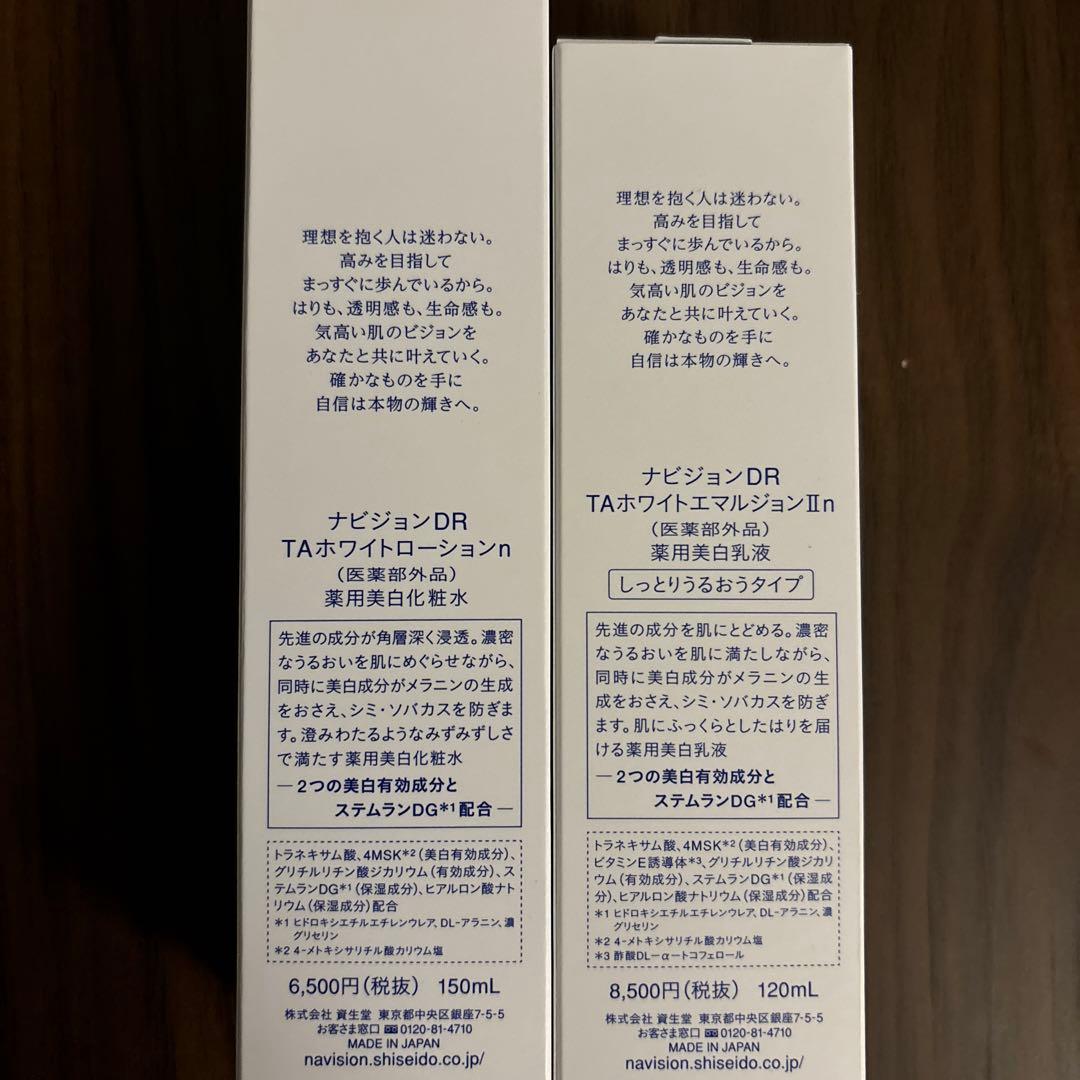 理想を抱く人は迷わない。
高みを目指して
まっすぐに歩んでいるから。
はりも、透明感も、生命感も。
気高い肌のビジョンを
あなたと共に叶えていく。
確かなものを手に
自信は本物の輝きへ。
ナビジョンDR
TAホワイトローションn
（医薬部外品）
薬用美白化粧水
先進の成分が角層深く浸透。濃密
なうるおいを肌にめぐらせながら、
同時に美白成分がメラニンの生成
をおさえ、シミ・ソバカスを防ぎま
す。澄みわたるようなみずみずしさ
で満たす薬用美白化粧水
―2つの美白有効成分と
ステムランDG*1配合―
トラネキサム酸、4MSK*2（美白有効成分）、
グリチルリチン酸ジカリウム（有効成分）、ス
テムランDG*1（保湿成分）、ヒアルロン酸ナト
リウム（保湿成分）配合
*1 ヒドロキシエチルエチレンウレア、DL-アラニン、濃
グリセリン
*2 4-メトキシサリチル酸カリウム塩
6,500円（税抜） 150mL
株式会社 資生堂 東京都中央区銀座7-5-5
お客さま窓口 0120-81-4710
MADE IN JAPAN
navision.shiseido.co.jp/
理想を抱く人は迷わない。
高みを目指して
まっすぐに歩んでいるから。
はりも、透明感も、生命感も。
気高い肌のビジョンを
あなたと共に叶えていく。
確かなものを手に
自信は本物の輝きへ。
ナビジョンDR
TAホワイトエマルジョンⅡn
（医薬部外品）
薬用美白乳液
しっとりうるおうタイプ
先進の成分を肌にとどめる。濃密
なうるおいを肌に満たしながら、
同時に美白成分がメラニンの生
成をおさえ、シミ・ソバカスを防ぎ
ます。肌にふっくらとしたはりを届
ける薬用美白乳液
―2つの美白有効成分と
ステムランDG*1配合―
トラネキサム酸、4MSK*2（美白有効成分）、
ビタミンE誘導体*3、グリチルリチン酸ジカリ
ウム（有効成分）、ステムランDG*1（保湿成
分）、ヒアルロン酸ナトリウム（保湿成分）配合
*1 ヒドロキシエチルエチレンウレア、DL-アラニン、濃
グリセリン
*2 4-メトキシサリチル酸カリウム塩
*3 酢酸DL-α-トコフェロール
8,500円（税抜） 120mL
株式会社 資生堂 東京都中央区銀座7-5-5
お客さま窓口 0120-81-4710
MADE IN JAPAN
navision.shiseido.co.jp/